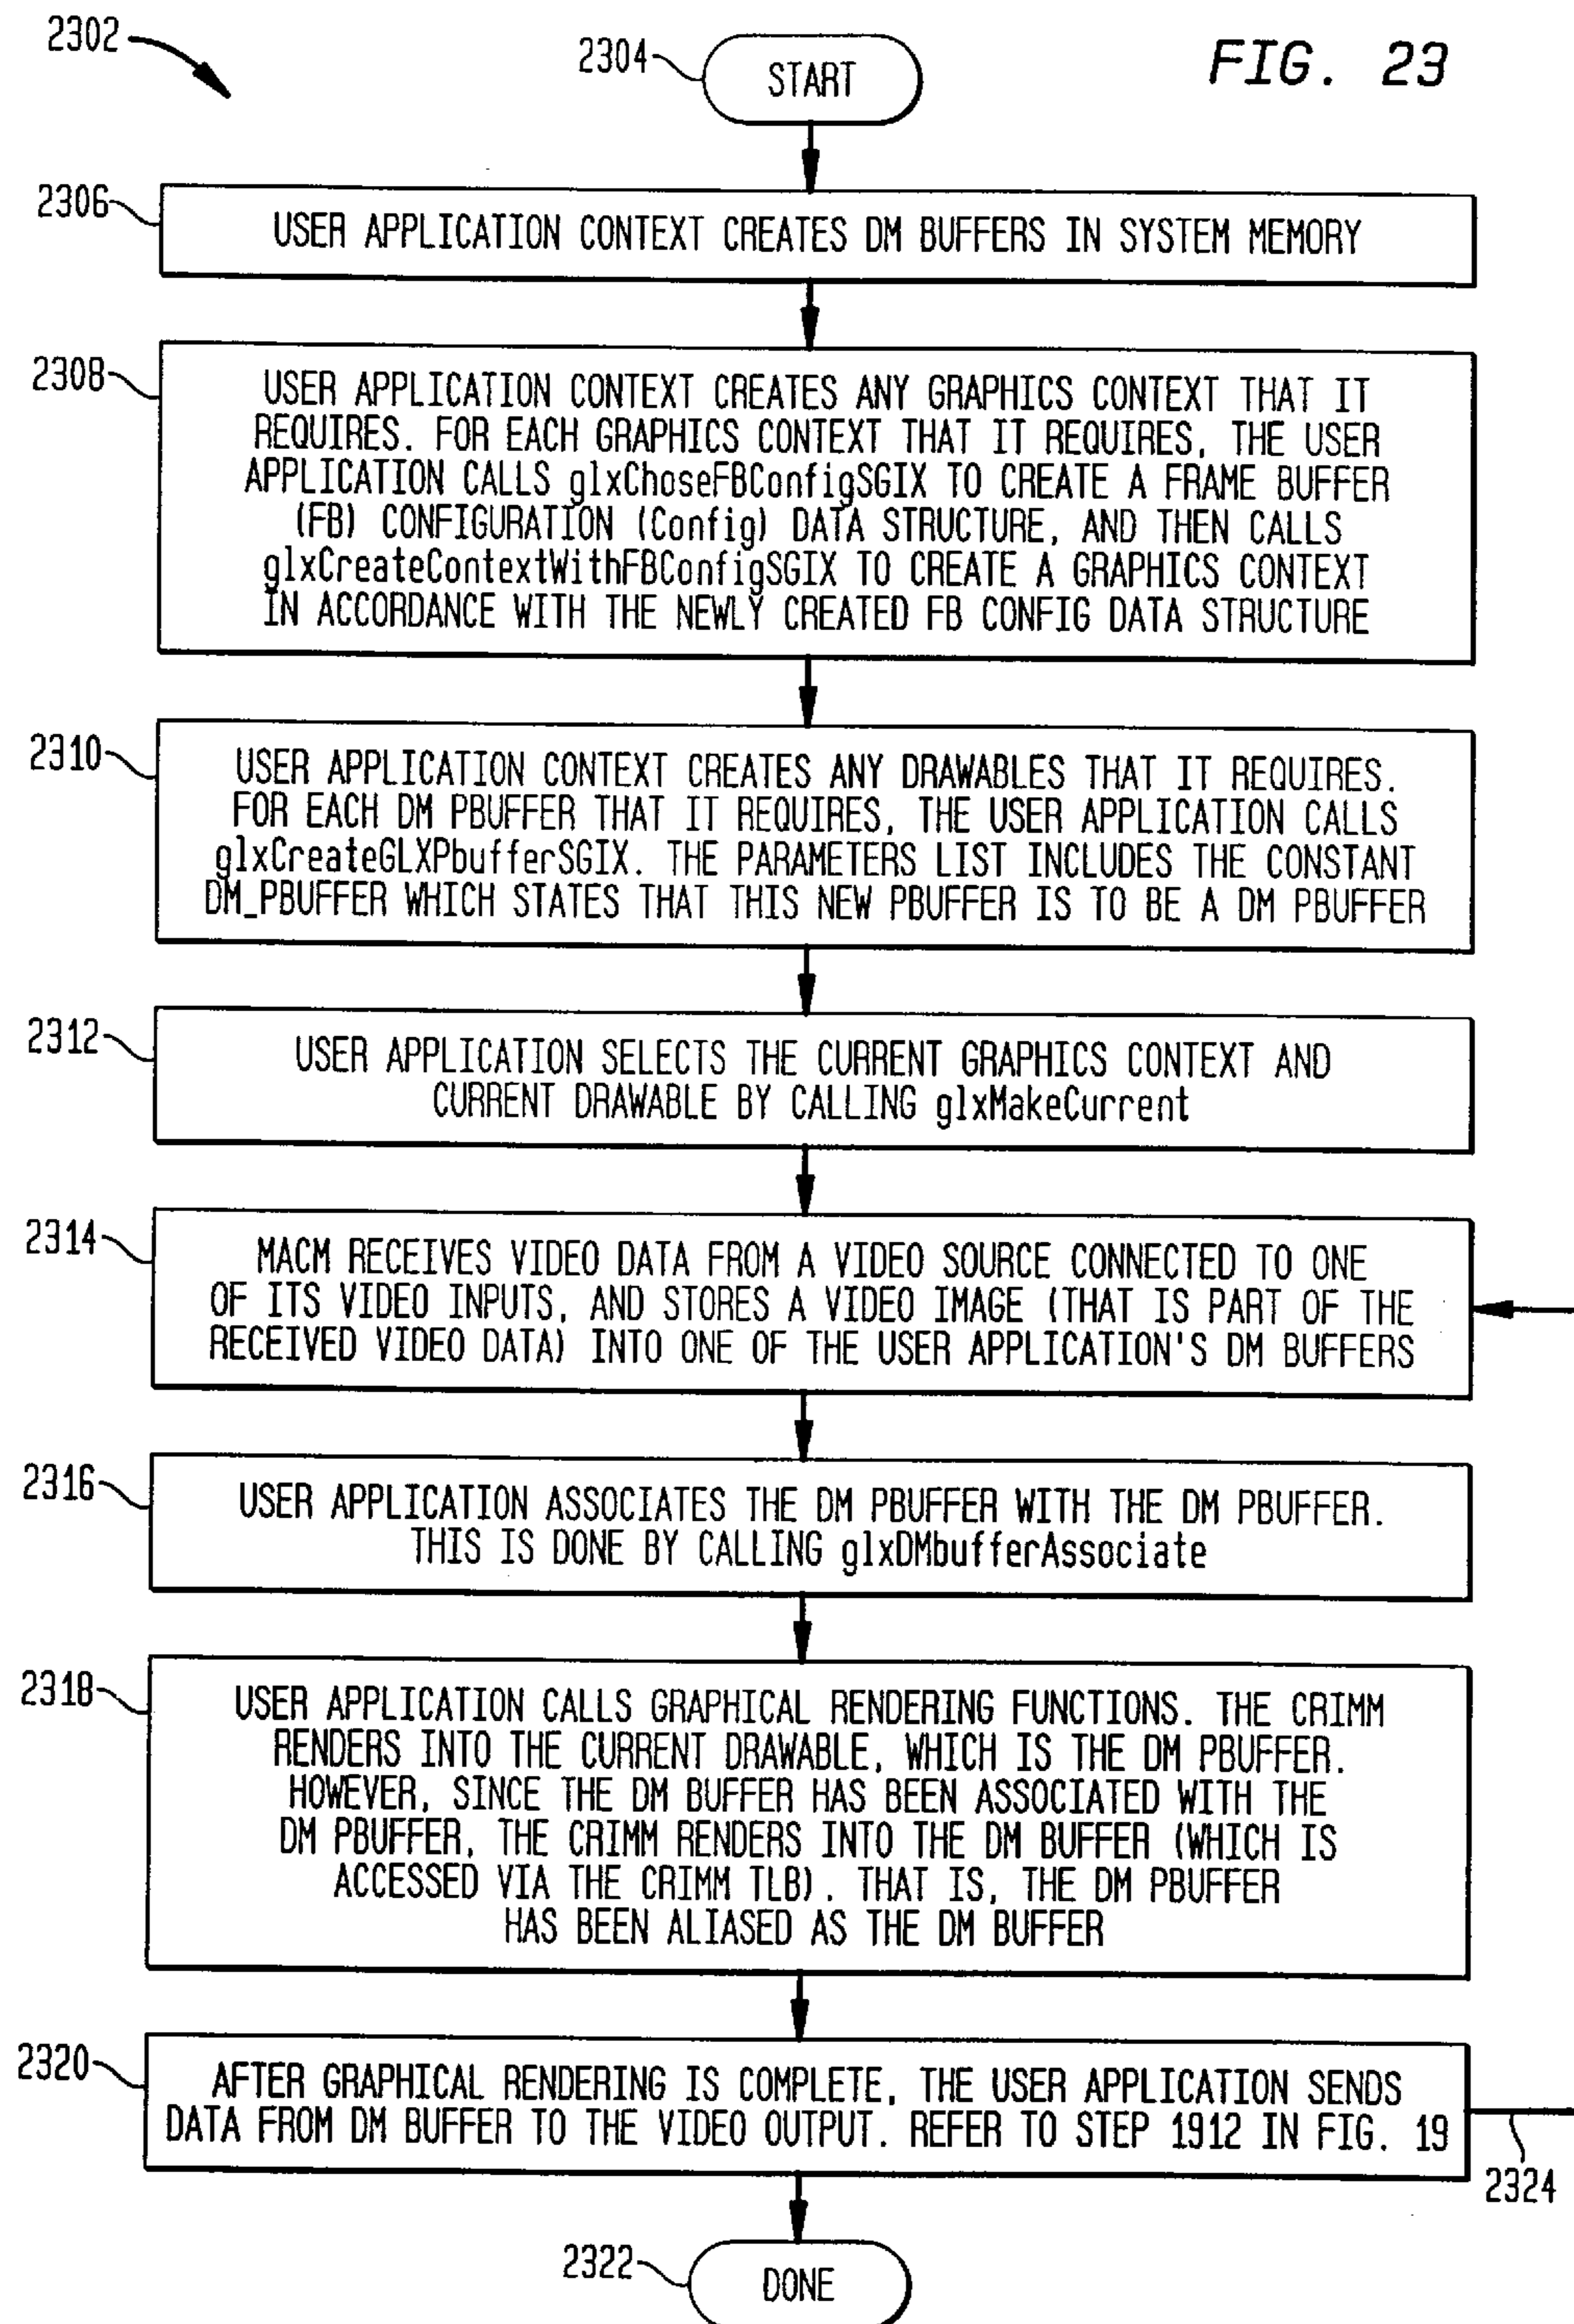 2302
2304
START
FIG. 23
2306
USER APPLICATION CONTEXT CREATES DM BUFFERS IN SYSTEM MEMORY
2308
USER APPLICATION CONTEXT CREATES ANY GRAPHICS CONTEXT THAT IT
REQUIRES. FOR EACH GRAPHICS CONTEXT THAT IT REQUIRES, THE USER
APPLICATION CALLS glxChoseFBConfigSGIX TO CREATE A FRAME BUFFER
(FB) CONFIGURATION (Config) DATA STRUCTURE, AND THEN CALLS
glxCreateContextWithFBConfigSGIX TO CREATE A GRAPHICS CONTEXT
IN ACCORDANCE WITH THE NEWLY CREATED FB CONFIG DATA STRUCTURE
2310
USER APPLICATION CONTEXT CREATES ANY DRAWABLES THAT IT REQUIRES.
FOR EACH DM PBUFFER THAT IT REQUIRES, THE USER APPLICATION CALLS
glxCreateGLXPbufferSGIX. THE PARAMETERS LIST INCLUDES THE CONSTANT
DM_PBUFFER WHICH STATES THAT THIS NEW PBUFFER IS TO BE A DM PBUFFER
2312
USER APPLICATION SELECTS THE CURRENT GRAPHICS CONTEXT AND
CURRENT DRAWABLE BY CALLING glxMakeCurrent
2314
MACM RECEIVES VIDEO DATA FROM A VIDEO SOURCE CONNECTED TO ONE
OF ITS VIDEO INPUTS, AND STORES A VIDEO IMAGE (THAT IS PART OF THE
RECEIVED VIDEO DATA) INTO ONE OF THE USER APPLICATION'S DM BUFFERS
2316
USER APPLICATION ASSOCIATES THE DM PBUFFER WITH THE DM PBUFFER.
THIS IS DONE BY CALLING glxDMbufferAssociate
2318
USER APPLICATION CALLS GRAPHICAL RENDERING FUNCTIONS. THE CRIMM
RENDERS INTO THE CURRENT DRAWABLE, WHICH IS THE DM PBUFFER.
HOWEVER, SINCE THE DM BUFFER HAS BEEN ASSOCIATED WITH THE
DM PBUFFER, THE CRIMM RENDERS INTO THE DM BUFFER (WHICH IS
ACCESSED VIA THE CRIMM TLB). THAT IS, THE DM PBUFFER
HAS BEEN ALIASED AS THE DM BUFFER
2320
AFTER GRAPHICAL RENDERING IS COMPLETE, THE USER APPLICATION SENDS
DATA FROM DM BUFFER TO THE VIDEO OUTPUT. REFER TO STEP 1912 IN FIG. 19
2324
2322
DONE